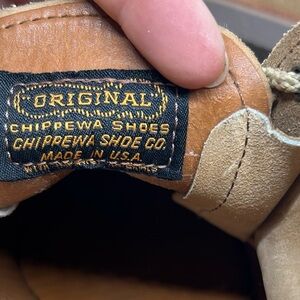 "ORIGINAL"
CHIPPEWA SHOES
CHIPPEWA SHOE CO.
MADE IN U.S.A.